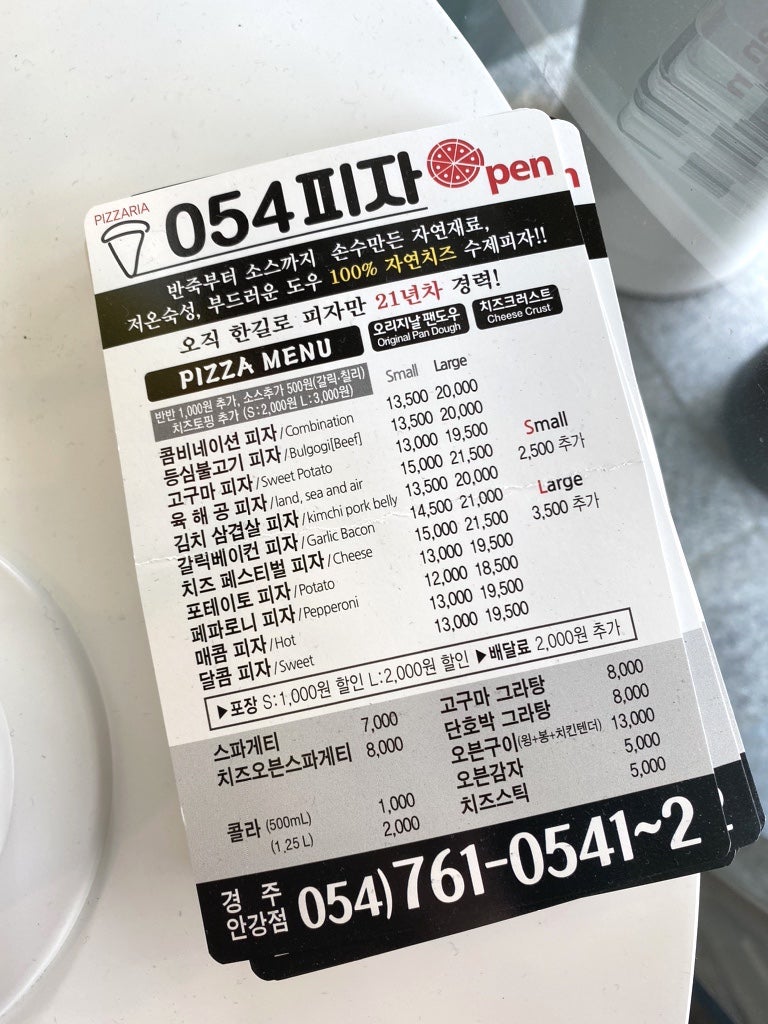 PIZZARIA
054피자 Open
반죽부터 소스까지 손수만든 자연재료,
저온숙성, 부드러운 도우 100% 자연치즈 수제피자!!
오직 한길로 피자만 21년차 경력!
PIZZA MENU
오리지날 팬도우
Original Pan Dough
치즈크러스트
Cheese Crust
반반 1,000원 추가, 소스추가 500원(갈릭·칠리)
치즈토핑 추가 (S:2,000원 L:3,000원)
Small Large
콤비네이션 피자/Combination 13,500 20,000
등심불고기 피자/Bulgogi[Beef] 13,500 20,000
고구마 피자/Sweet Potato 13,000 19,500
육 해 공 피자/land, sea and air 15,000 21,500
김치 삼겹살 피자/kimchi pork belly 13,500 20,000
갈릭베이컨 피자/Garlic Bacon 14,500 21,000
치즈 페스티벌 피자/Cheese 15,000 21,500
포테이토 피자/Potato 13,000 19,500
페파로니 피자/Pepperoni 12,000 18,500
매콤 피자/Hot 13,000 19,500
달콤 피자/Sweet 13,000 19,500
Small
2,500 추가
Large
3,500 추가
▶포장 S:1,000원 할인 L:2,000원 할인 ▶배달료 2,000원 추가
스파게티 7,000
치즈오븐스파게티 8,000
콜라 (500mL) 1,000
(1.25 L) 2,000
고구마 그라탕 8,000
단호박 그라탕 8,000
오븐구이(윙+봉+치킨텐더) 13,000
오븐감자 5,000
치즈스틱 5,000
경 주
안강점
054)761-0541~2